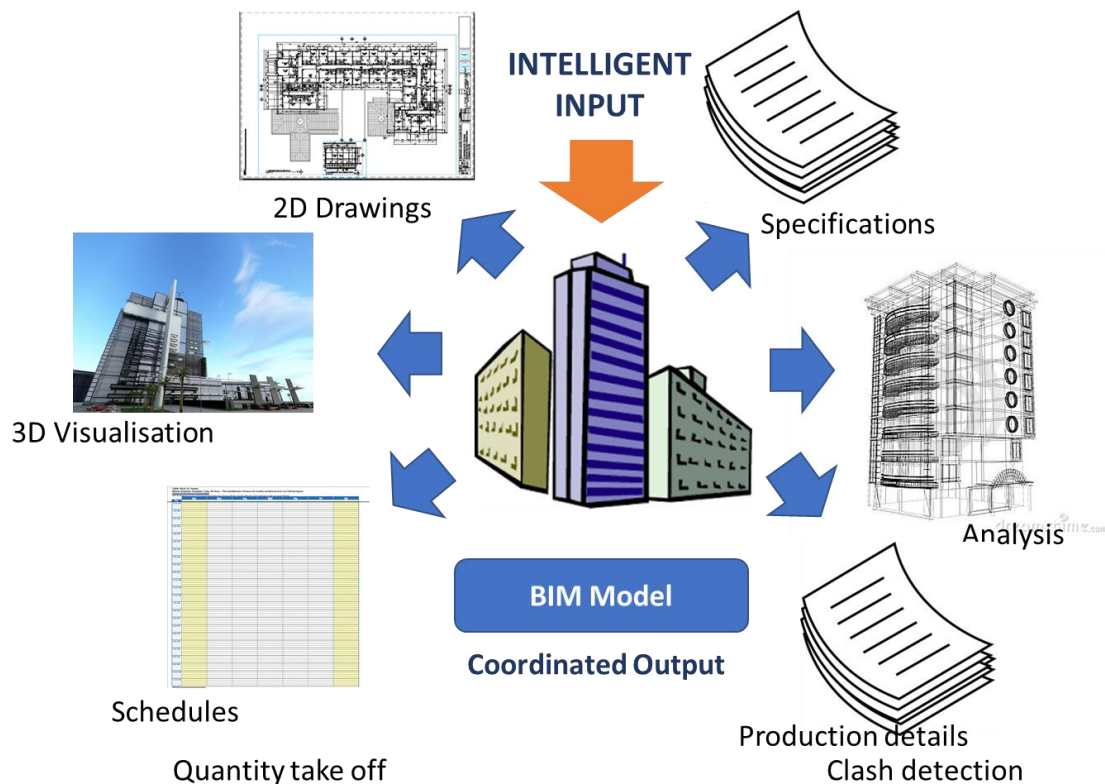 INTELLIGENT
INPUT
2D Drawings
Specifications
3D Visualisation
Analysis
BIM Model
Coordinated Output
Schedules
Production details
Quantity take off
Clash detection